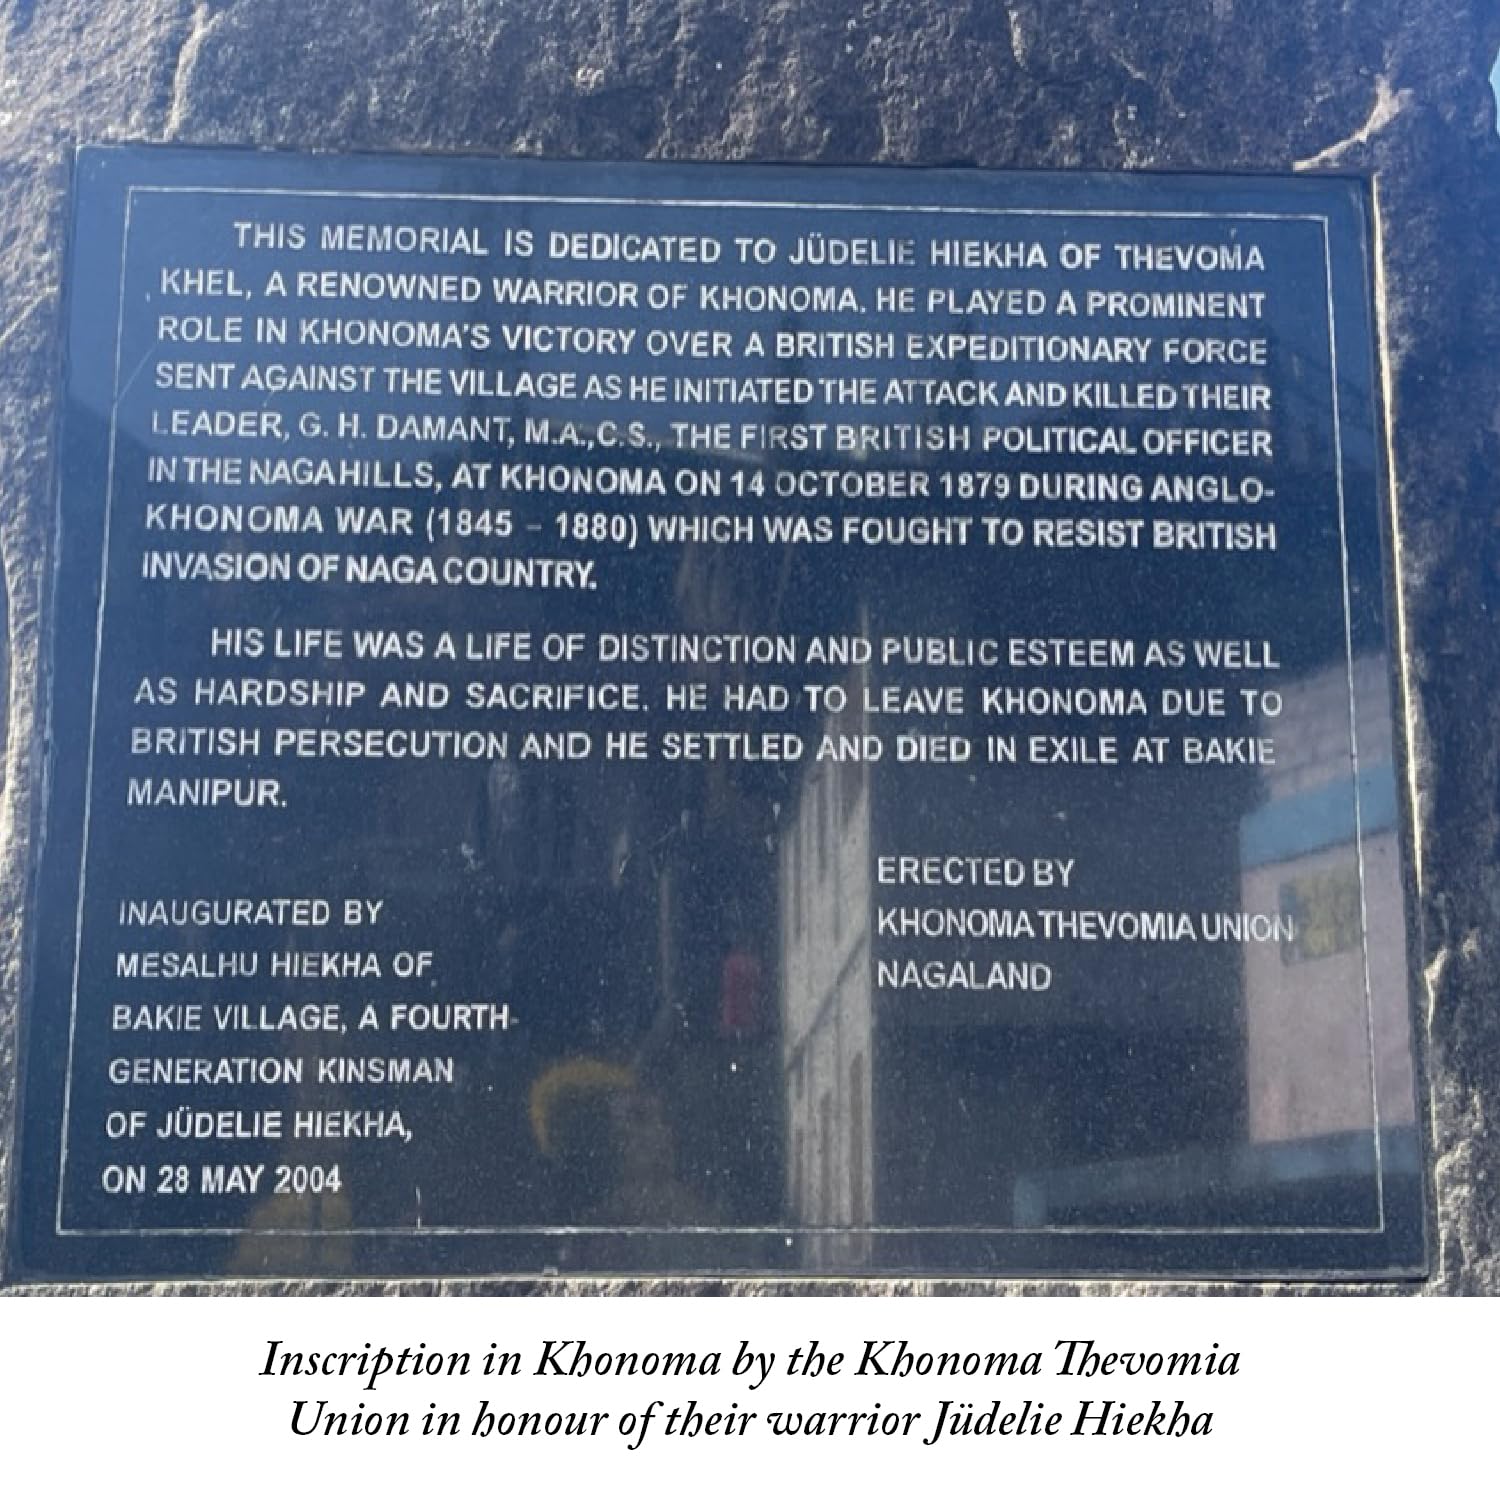 THIS MEMORIAL IS DEDICATED TO JÜDELIE HIEKHA OF THEVOMA
KHEL, A RENOWNED WARRIOR OF KHONOMA. HE PLAYED A PROMINENT
ROLE IN KHONOMA'S VICTORY OVER A BRITISH EXPEDITIONARY FORCE
SENT AGAINST THE VILLAGE AS HE INITIATED THE ATTACK AND KILLED THEIR
LEADER, G. H. DAMANT, M.A.,C.S., THE FIRST BRITISH POLITICAL OFFICER
IN THE NAGA HILLS, AT KHONOMA ON 14 OCTOBER 1879 DURING ANGLO-
KHONOMA WAR (1845 – 1880) WHICH WAS FOUGHT TO RESIST BRITISH
INVASION OF NAGA COUNTRY.
HIS LIFE WAS A LIFE OF DISTINCTION AND PUBLIC ESTEEM AS WELL
AS HARDSHIP AND SACRIFICE. HE HAD TO LEAVE KHONOMA DUE TO
BRITISH PERSECUTION AND HE SETTLED AND DIED IN EXILE AT BAKIE
MANIPUR.
INAUGURATED BY
MESALHU HIEKHA OF
BAKIE VILLAGE, A FOURTH-
GENERATION KINSMAN
OF JÜDELIE HIEKHA,
ON 28 MAY 2004
ERECTED BY
KHONOMA THEVOMIA UNION
NAGALAND
Inscription in Khonoma by the Khonoma Thevomia
Union in honour of their warrior Jüdelie Hiekha